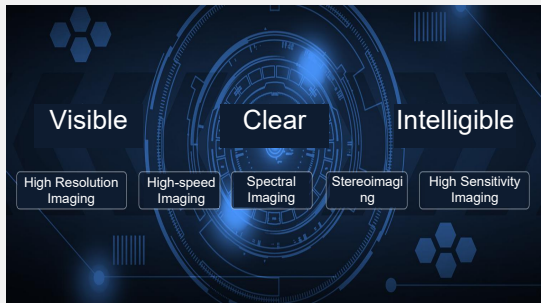 Visible Clear Intelligible
High Resolution
Imaging
High-speed
Imaging
Spectral
Imaging
Stereoimagi
ng
High Sensitivity
Imaging